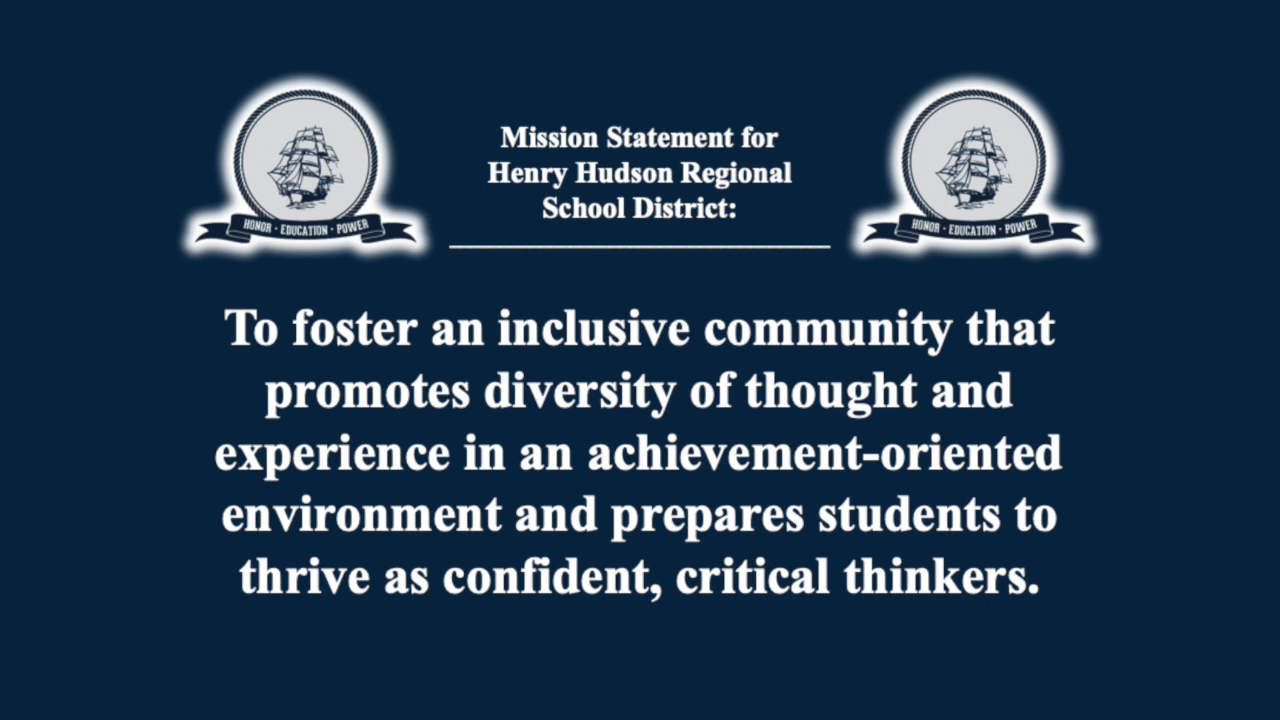 Mission Statement for
Henry Hudson Regional
School District:
HONOR · EDUCATION · POWER
HONOR · EDUCATION · POWER
To foster an inclusive community that
promotes diversity of thought and
experience in an achievement-oriented
environment and prepares students to
thrive as confident, critical thinkers.